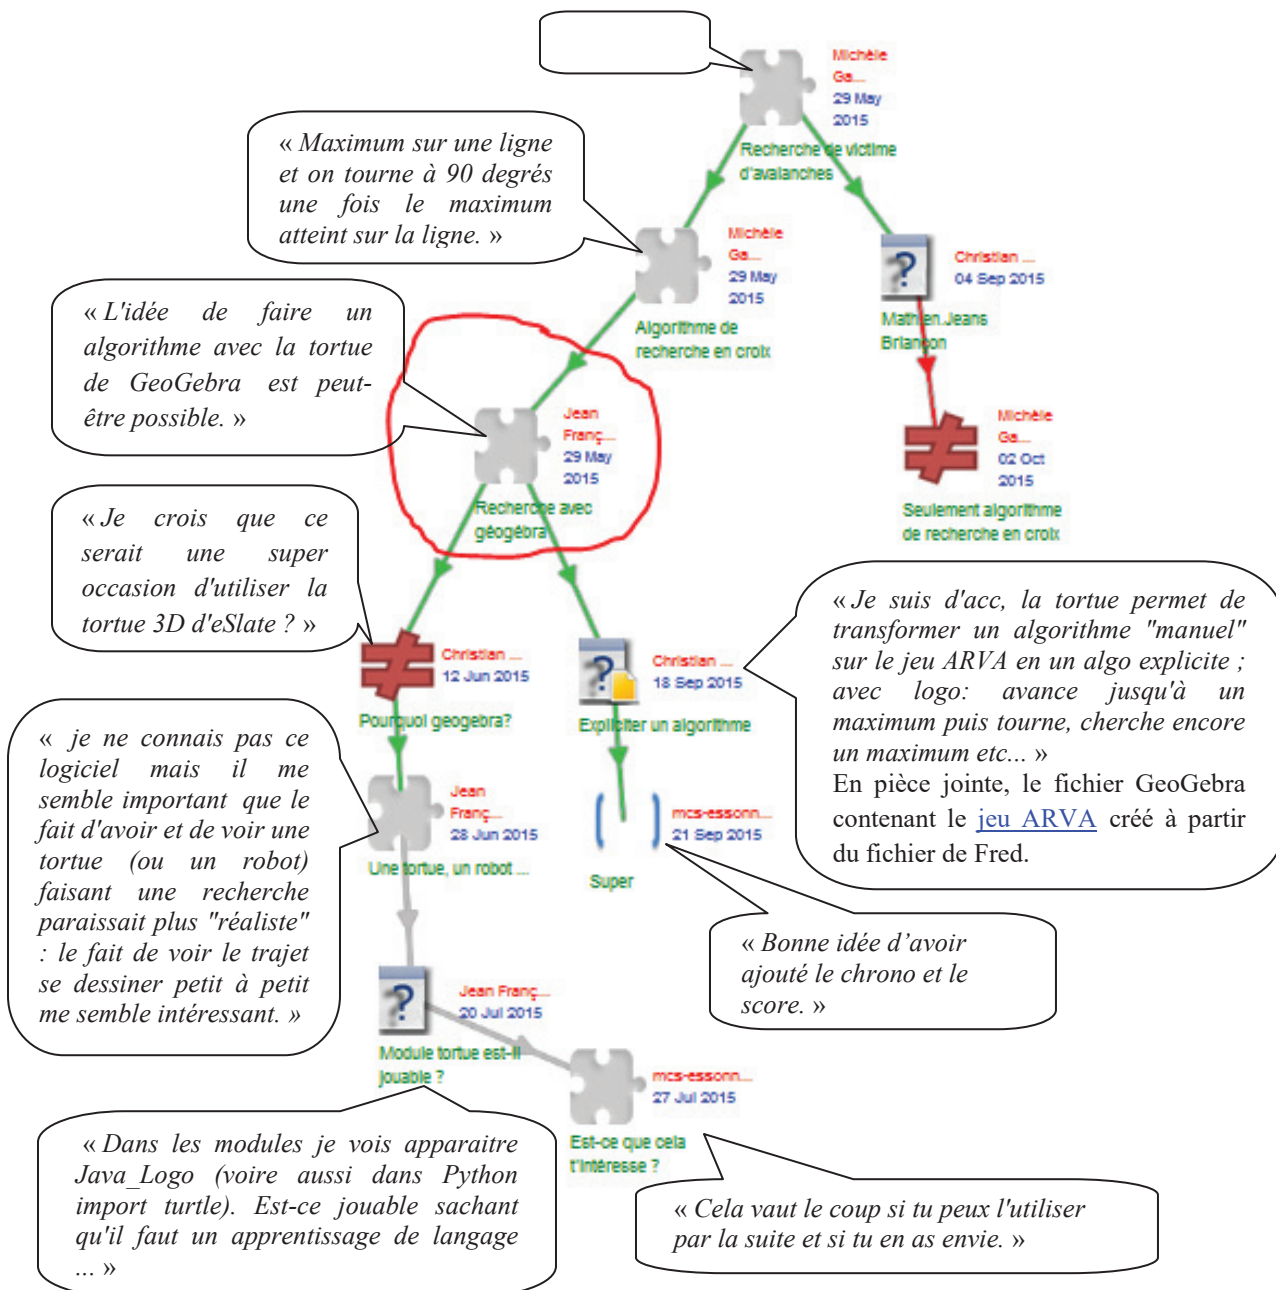 Michèle
Ga...
29 May
2015
Recherche de victime
d'avalanches
« Maximum sur une ligne
et on tourne à 90 degrés
une fois le maximum
atteint sur la ligne. »
Michèle
Ga...
29 May
2015
Algorithme de
recherche en croix
Christian ...
04 Sep 2015
Mathien.Jeans
Briançon
« L'idée de faire un
algorithme avec la tortue
de GeoGebra est peut-
être possible. »
Jean
Franç...
29 May
2015
Recherche avec
géogébra
Michèle
Ga...
02 Oct
2015
Seulement algorithme
de recherche en croix
« Je crois que ce
serait une super
occasion d'utiliser la
tortue 3D d'eSlate ? »
Christian ...
12 Jun 2015
Pourquoi geogebra?
Christian ...
18 Sep 2015
Expliciter un algorithme
« Je suis d'acc, la tortue permet de
transformer un algorithme "manuel"
sur le jeu ARVA en un algo explicite ;
avec logo: avance jusqu'à un
maximum puis tourne, cherche encore
un maximum etc... »
En pièce jointe, le fichier GeoGebra
contenant le jeu ARVA créé à partir
du fichier de Fred.
« je ne connais pas ce
logiciel mais il me
semble important que le
fait d'avoir et de voir une
tortue (ou un robot)
faisant une recherche
paraissait plus "réaliste"
: le fait de voir le trajet
se dessiner petit à petit
me semble intéressant. »
Jean
Franç...
28 Jun 2015
Une tortue, un robot ...
mcs-essonn...
21 Sep 2015
Super
« Bonne idée d'avoir
ajouté le chrono et le
score. »
Jean Franç...
20 Jul 2015
Module tortue est-il
jouable ?
mcs-essonn...
27 Jul 2015
Est-ce que cela
t'intéresse ?
« Dans les modules je vois apparaitre
Java_Logo (voire aussi dans Python
import turtle). Est-ce jouable sachant
qu'il faut un apprentissage de langage
... »
« Cela vaut le coup si tu peux l'utiliser
par la suite et si tu en as envie. »